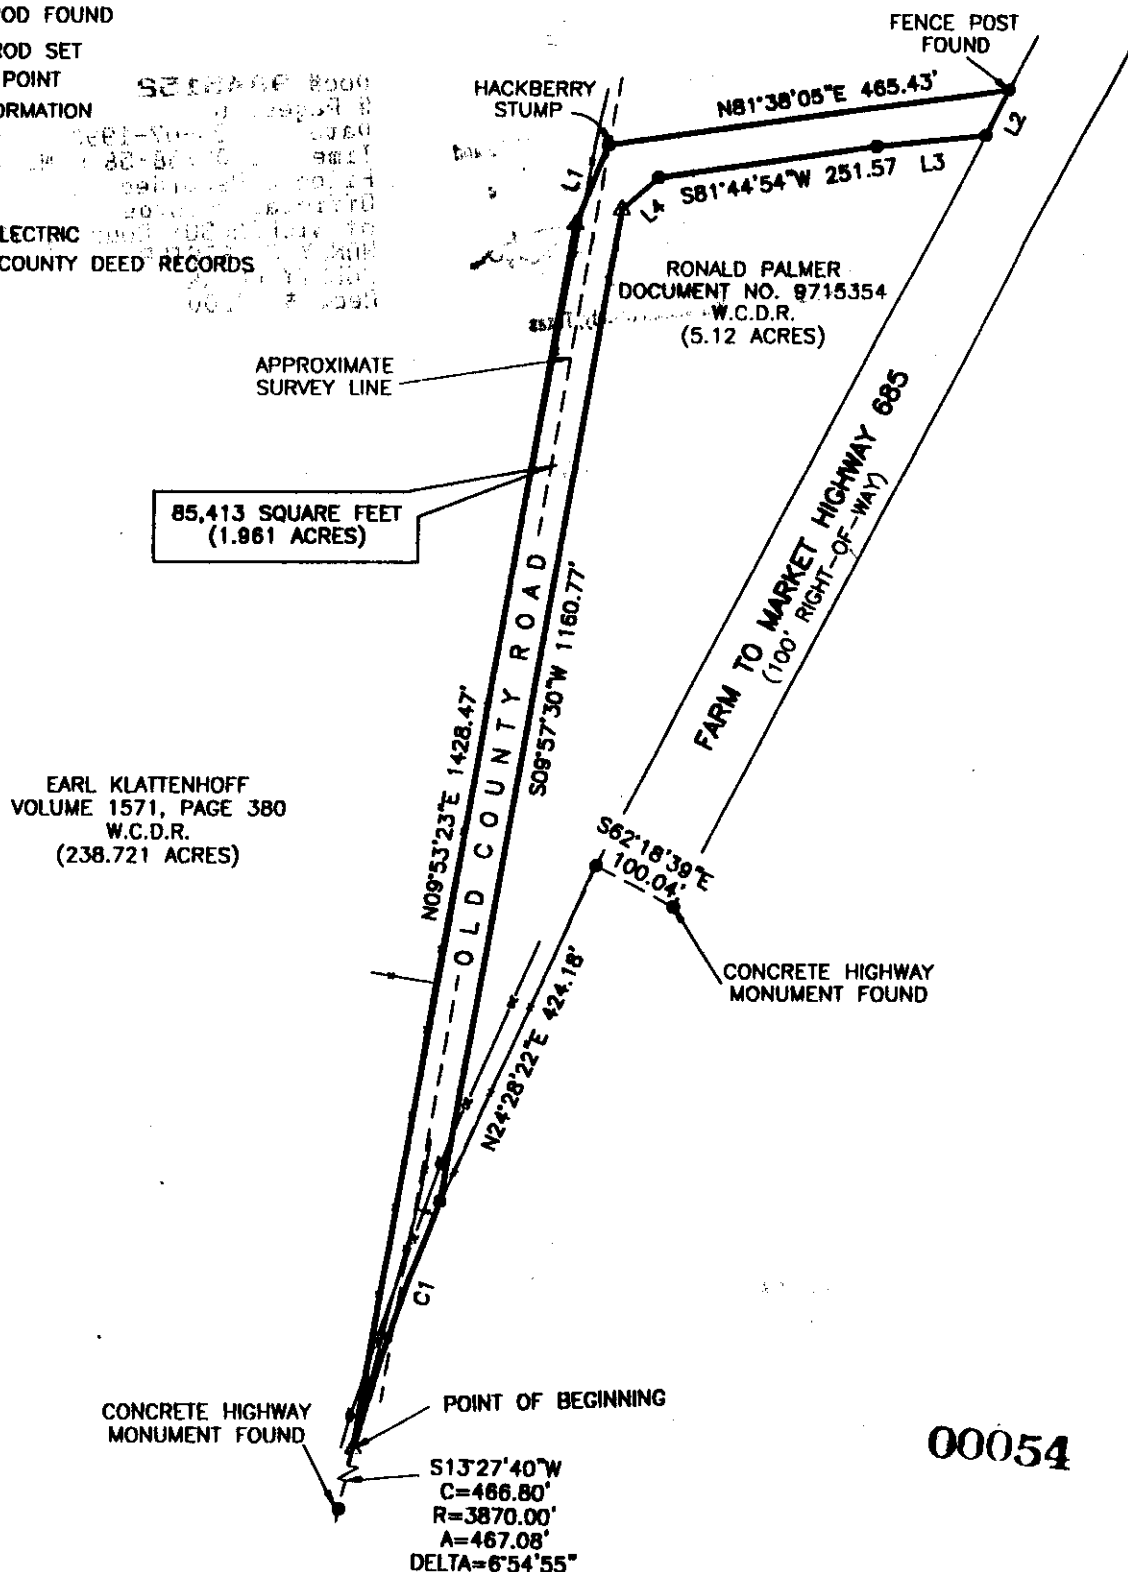 OD FOUND
ROD SET
POINT
ORMATION
LECTRIC
COUNTY DEED RECORDS
FENCE POST
FOUND
HACKBERRY
STUMP
N81°38'05"E 465.43'
L2
L1
S81°44'54"W 251.57 L3
L4
RONALD PALMER
DOCUMENT NO. 9715354
W.C.D.R.
(5.12 ACRES)
APPROXIMATE
SURVEY LINE
85,413 SQUARE FEET
(1.961 ACRES)
FARM TO MARKET HIGHWAY 685
(100' RIGHT-OF-WAY)
OLD COUNTY ROAD
N09°53'23"E 1428.47'
S09°57'30"W 1160.77'
EARL KLATTENHOFF
VOLUME 1571, PAGE 380
W.C.D.R.
(238.721 ACRES)
S62°18'39"E
100.04'
CONCRETE HIGHWAY
MONUMENT FOUND
N24°28'22"E 424.18'
C1
CONCRETE HIGHWAY
MONUMENT FOUND
POINT OF BEGINNING
S13°27'40"W
C=466.80'
R=3870.00'
A=467.08'
DELTA=6°54'55"
00054